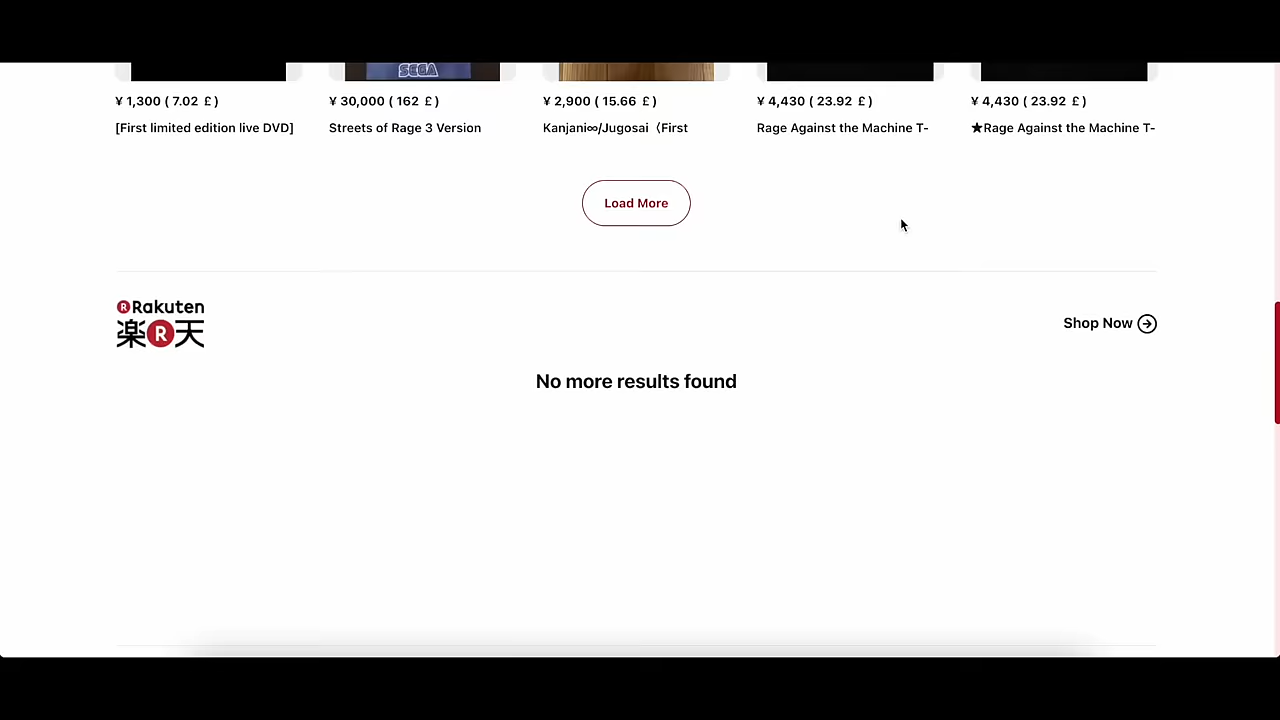 SEGA
¥ 1,300 ( 7.02 £ )
¥ 30,000 ( 162 £ )
¥ 2,900 ( 15.66 £ )
¥ 4,430 ( 23.92 £ )
¥ 4,430 ( 23.92 £ )
[First limited edition live DVD]
Streets of Rage 3 Version
Kanjani∞/Jugosai（First
Rage Against the Machine T-
★Rage Against the Machine T-
Load More
R Rakuten
楽R天
Shop Now
No more results found